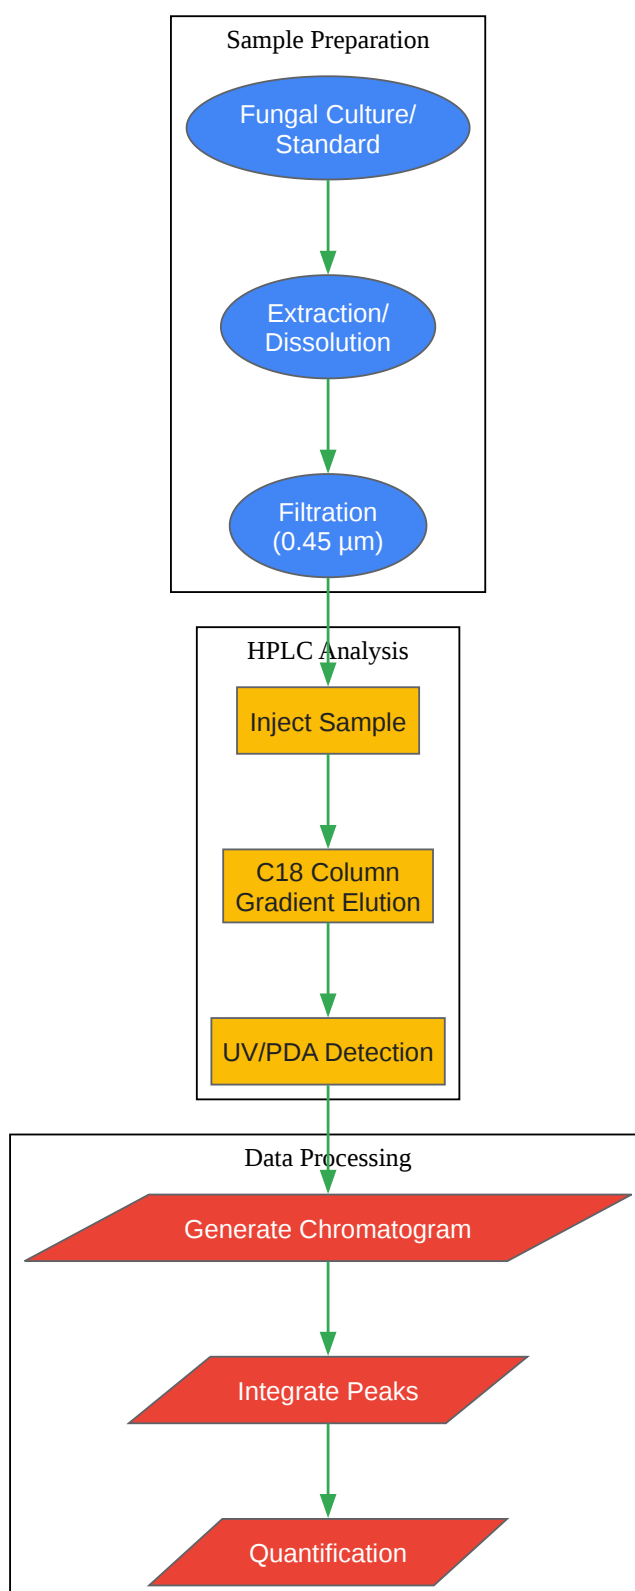 Sample Preparation
Fungal Culture/
Standard
Extraction/
Dissolution
Filtration
(0.45 µm)
HPLC Analysis
Inject Sample
C18 Column
Gradient Elution
UV/PDA Detection
Data Processing
Generate Chromatogram
Integrate Peaks
Quantification